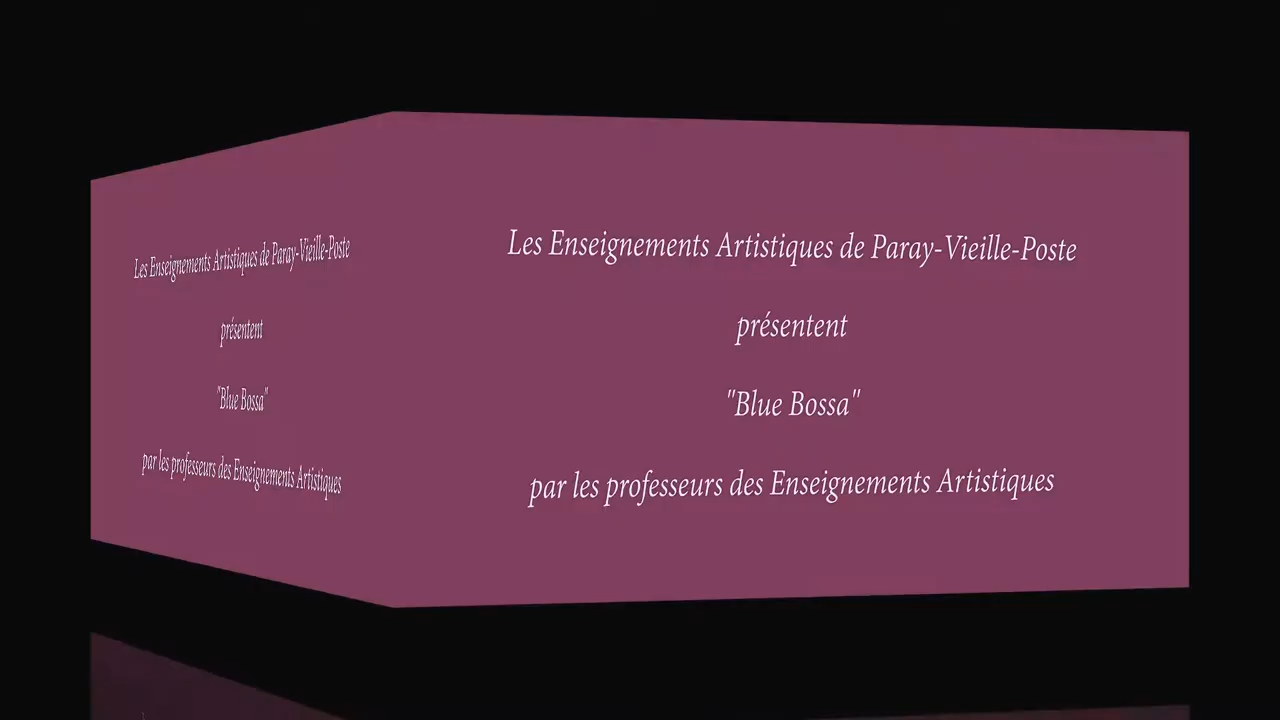 Les Enseignements Artistiques de Paray-Vieille-Poste
présentent
"Blue Bossa"
par les professeurs des Enseignements Artistiques
Les Enseignements Artistiques de Paray-Vieille-Poste
présentent
"Blue Bossa"
par les professeurs des Enseignements Artistiques